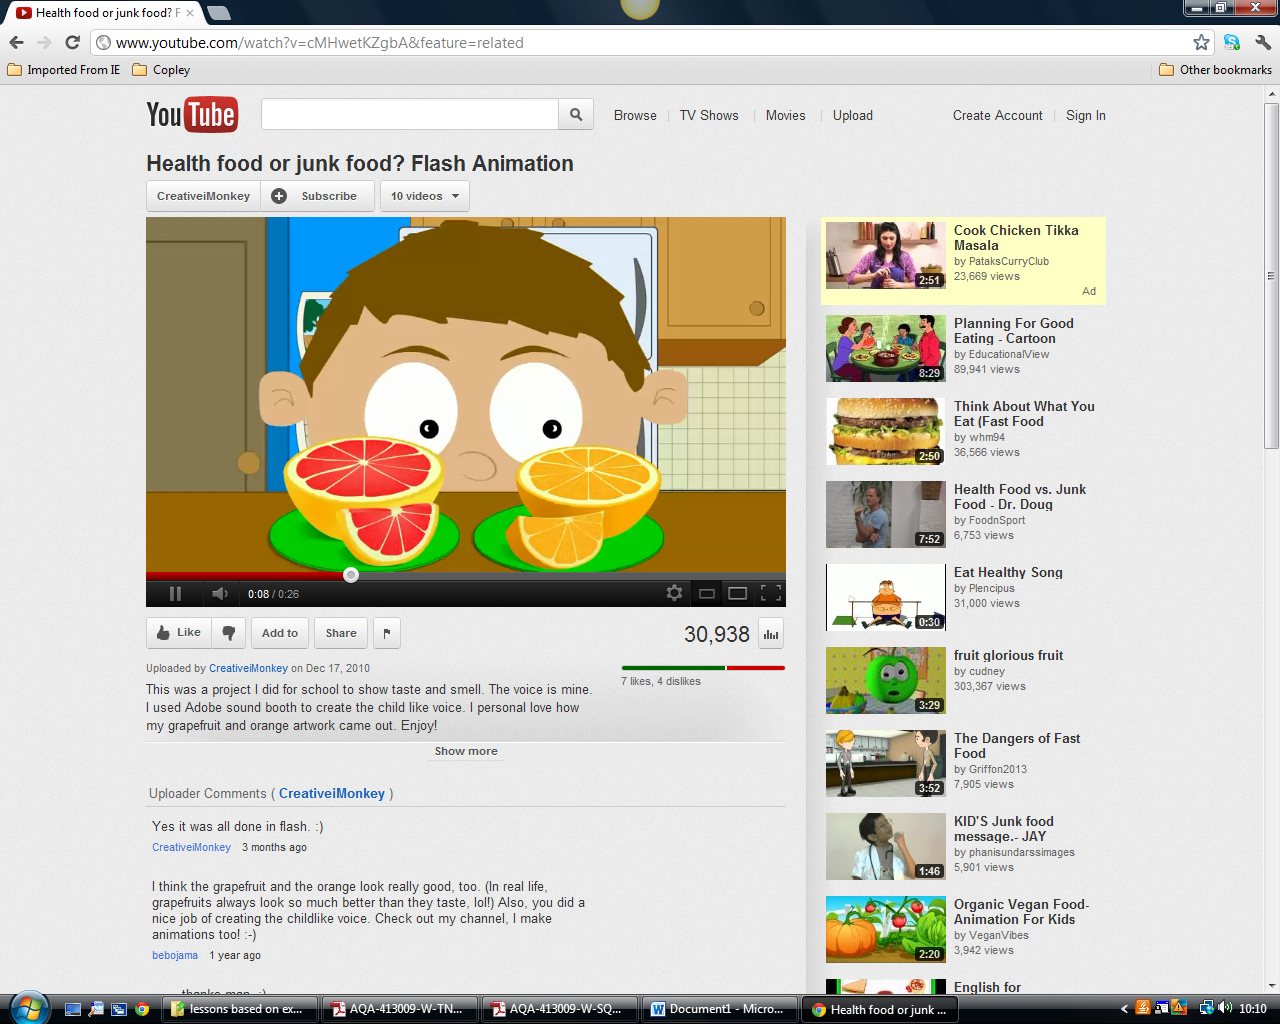 Health food or junk food? F
www.youtube.com/watch?v=cMHwetKZgbA&feature=related
Imported From IE
Copley
Other bookmarks
YouTube
Browse
TV Shows
Movies
Upload
Create Account
Sign In
Health food or junk food? Flash Animation
CreativeiMonkey
Subscribe
10 videos
0:08 / 0:26
Like
Add to
Share
30,938
Uploaded by CreativeiMonkey on Dec 17, 2010
7 likes, 4 dislikes
This was a project I did for school to show taste and smell. The voice is mine.
I used Adobe sound booth to create the child like voice. I personal love how
my grapefruit and orange artwork came out. Enjoy!
Show more
Uploader Comments ( CreativeiMonkey )
Yes it was all done in flash. :)
CreativeiMonkey 3 months ago
I think the grapefruit and the orange look really good, too. (In real life,
grapefruits always look so much better than they taste, lol!) Also, you did a
nice job of creating the childlike voice. Check out my channel, I make
animations too! :-)
bebojama 1 year ago
thanks man. :)
2:51
Cook Chicken Tikka
Masala
by PataksCurryClub
23,669 views
Ad
8:29
Planning For Good
Eating - Cartoon
by EducationalView
89,941 views
2:50
Think About What You
Eat (Fast Food
by whm94
36,566 views
7:52
Health Food vs. Junk
Food - Dr. Doug
by FoodnSport
6,753 views
0:30
Eat Healthy Song
by Plencipus
31,000 views
3:29
fruit glorious fruit
by cudney
303,367 views
3:52
The Dangers of Fast
Food
by Griffon2013
7,905 views
1:46
KID'S Junk food
message.- JAY
by phanisundarssimages
5,901 views
2:20
Organic Vegan Food-
Animation For Kids
by VeganVibes
3,942 views
English for
lessons based on ex...
AQA-413009-W-TN...
AQA-413009-W-SQ...
Document1 - Micro...
Health food or junk ...
10:10